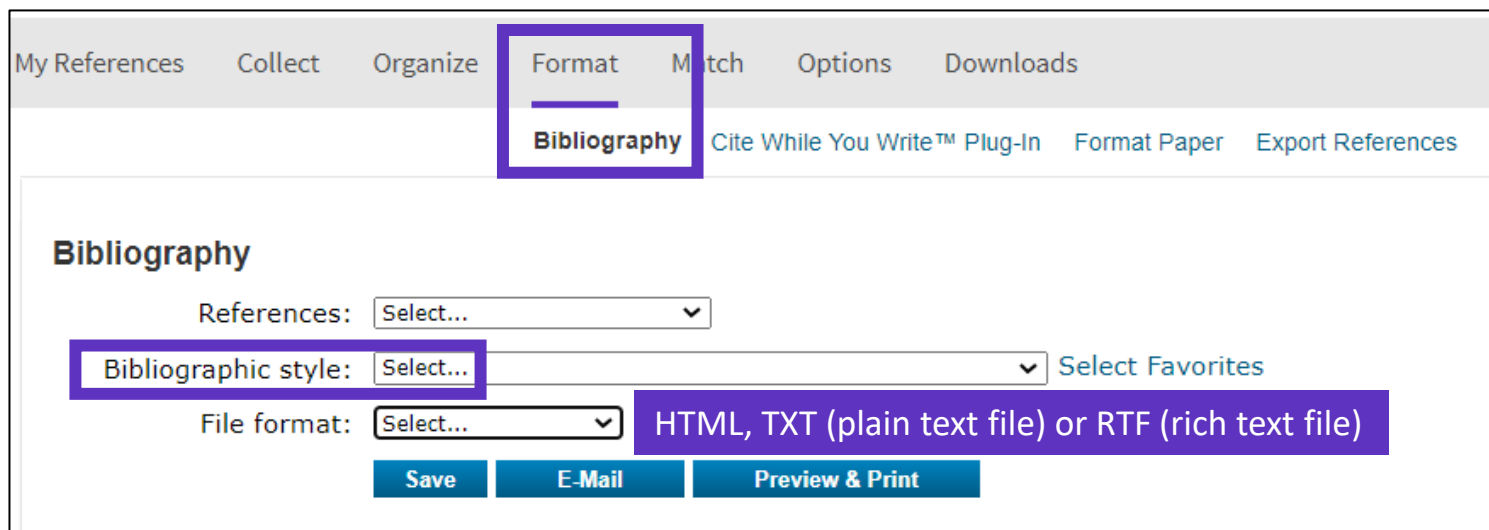 My References Collect Organize Format Match Options Downloads
Bibliography Cite While You Write™ Plug-In Format Paper Export References
Bibliography
References: Select...
Bibliographic style: Select... Select Favorites
File format: Select... HTML, TXT (plain text file) or RTF (rich text file)
Save E-Mail Preview & Print